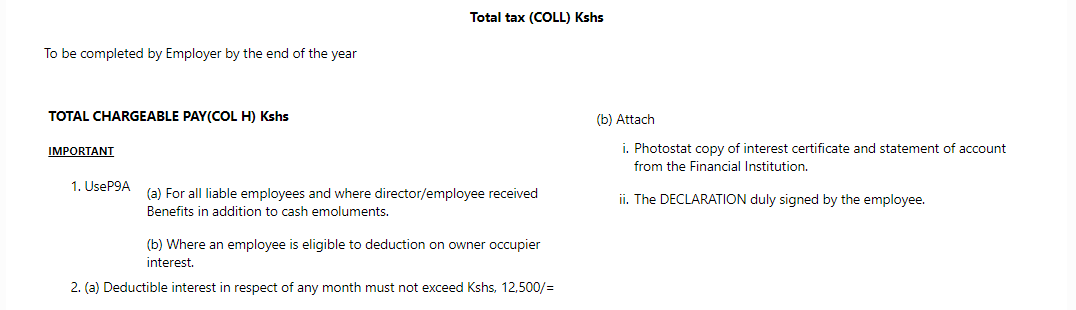 Total tax (COLL) Kshs
To be completed by Employer by the end of the year
TOTAL CHARGEABLE PAY(COL H) Kshs
IMPORTANT
1. UseP9A
(a) For all liable employees and where director/employee received
Benefits in addition to cash emoluments.
(b) Where an employee is eligible to deduction on owner occupier
interest.
2. (a) Deductible interest in respect of any month must not exceed Kshs, 12,500/=
(b) Attach
i. Photostat copy of interest certificate and statement of account
from the Financial Institution.
ii. The DECLARATION duly signed by the employee.